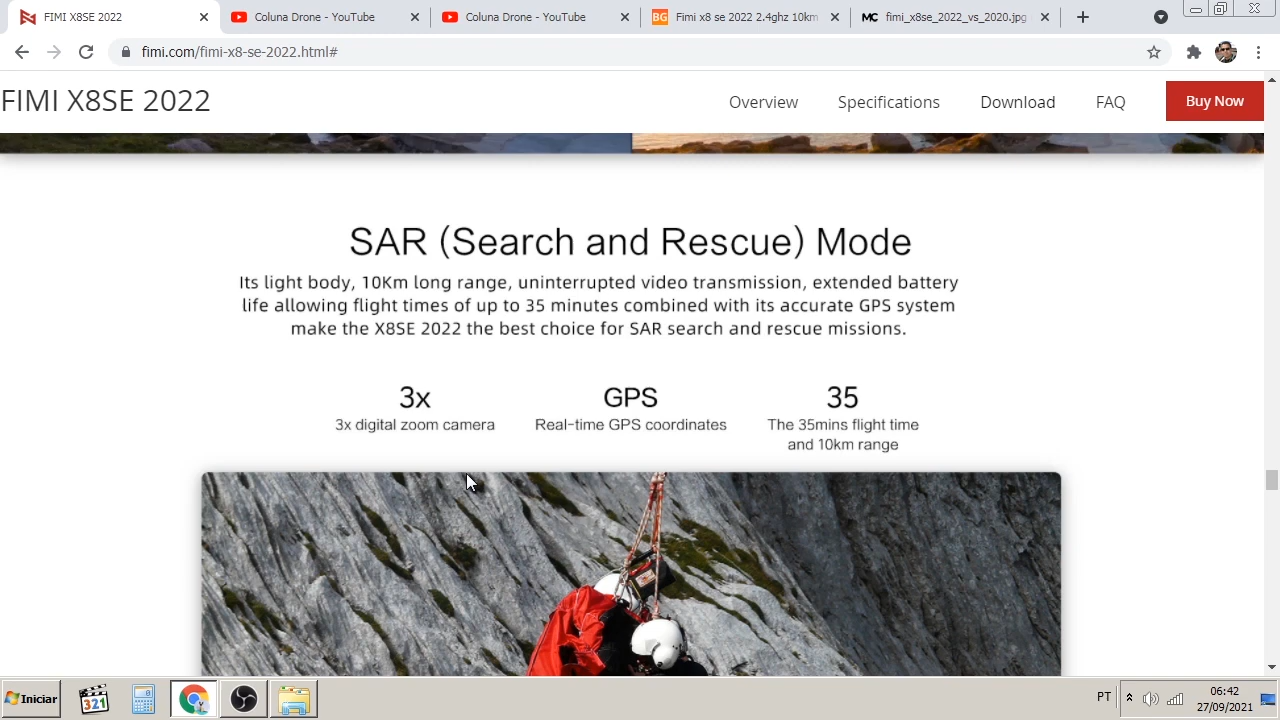 FIMI X8SE 2022
Coluna Drone - YouTube
Coluna Drone - YouTube
BG
Fimi x8 se 2022 2.4ghz 10km
MC
fimi_x8se_2022_vs_2020.jpg
fimi.com/fimi-x8-se-2022.html#
FIMI X8SE 2022
Overview
Specifications
Download
FAQ
Buy Now
SAR (Search and Rescue) Mode
Its light body, 10Km long range, uninterrupted video transmission, extended battery
life allowing flight times of up to 35 minutes combined with its accurate GPS system
make the X8SE 2022 the best choice for SAR search and rescue missions.
3x
3x digital zoom camera
GPS
Real-time GPS coordinates
35
The 35mins flight time
and 10km range
Iniciar
321
PT
06:42
27/09/2021